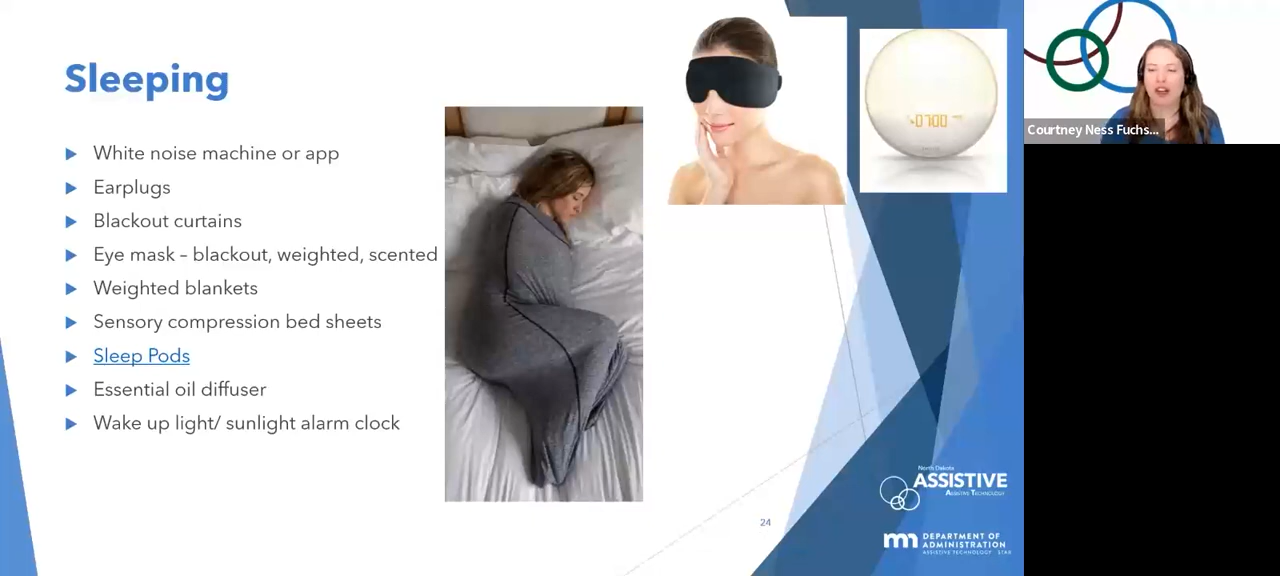 Sleeping
White noise machine or app
Earplugs
Blackout curtains
Eye mask – blackout, weighted, scented
Weighted blankets
Sensory compression bed sheets
Sleep Pods
Essential oil diffuser
Wake up light/ sunlight alarm clock
0700
Courtney Ness Fuchs...
North Dakota
ASSISTIVE
ASSISTIVE TECHNOLOGY
24
mn DEPARTMENT OF
ADMINISTRATION
ASSISTIVE TECHNOLOGY STAR